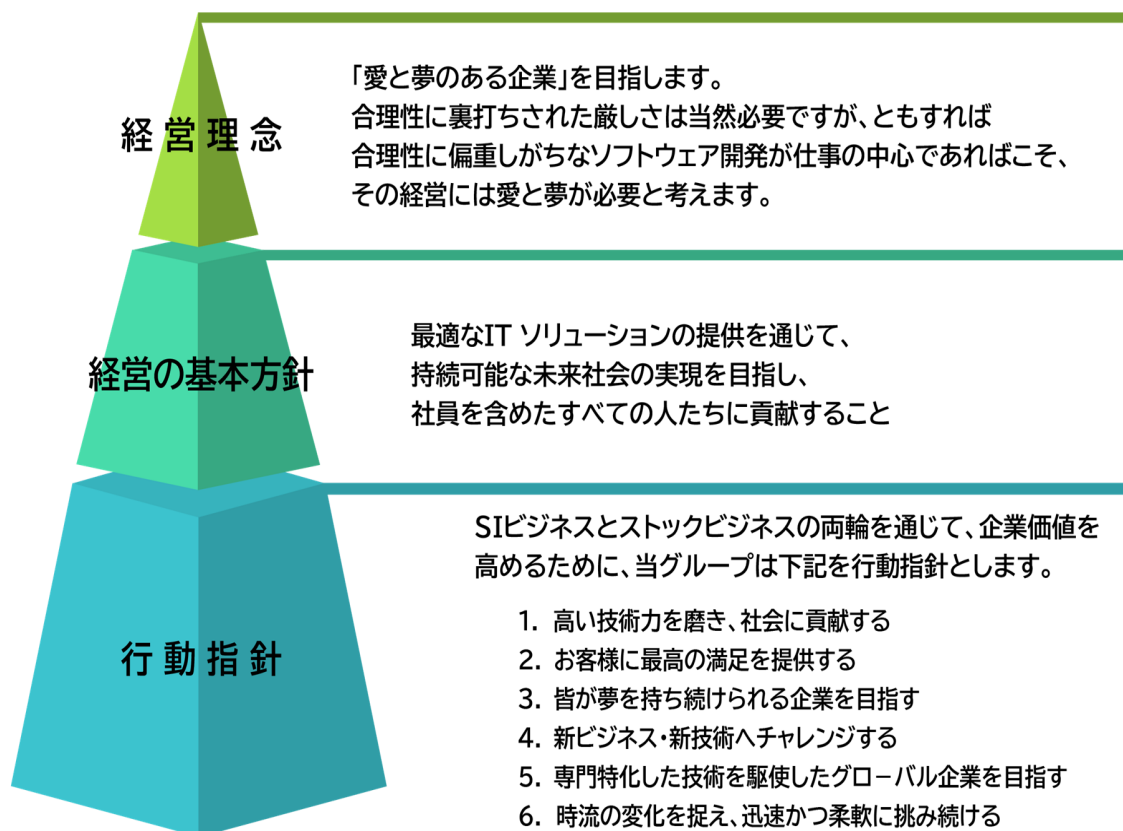 経営理念
「愛と夢のある企業」を目指します。
合理性に裏打ちされた厳しさは当然必要ですが、ともすれば
合理性に偏重しがちなソフトウェア開発が仕事の中心であればこそ、
その経営には愛と夢が必要と考えます。
経営の基本方針
最適なIT ソリューションの提供を通じて、
持続可能な未来社会の実現を目指し、
社員を含めたすべての人たちに貢献すること
行動指針
SIビジネスとストックビジネスの両輪を通じて、企業価値を
高めるために、当グループは下記を行動指針とします。
1. 高い技術力を磨き、社会に貢献する
2. お客様に最高の満足を提供する
3. 皆が夢を持ち続けられる企業を目指す
4. 新ビジネス・新技術へチャレンジする
5. 専門特化した技術を駆使したグローバル企業を目指す
6. 時流の変化を捉え、迅速かつ柔軟に挑み続ける